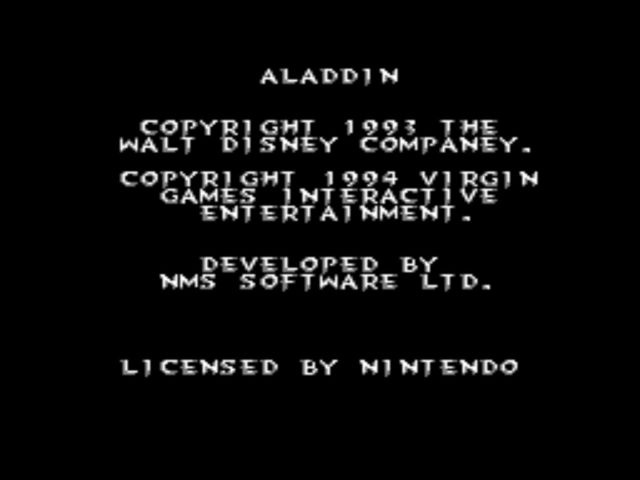 ALADDIN
COPYRIGHT 1993 THE
WALT DISNEY COMPANEY.
COPYRIGHT 1994 VIRGIN
GAMES INTERACTIVE
ENTERTAINMENT.
DEVELOPED BY
NMS SOFTWARE LTD.
LICENSED BY NINTENDO